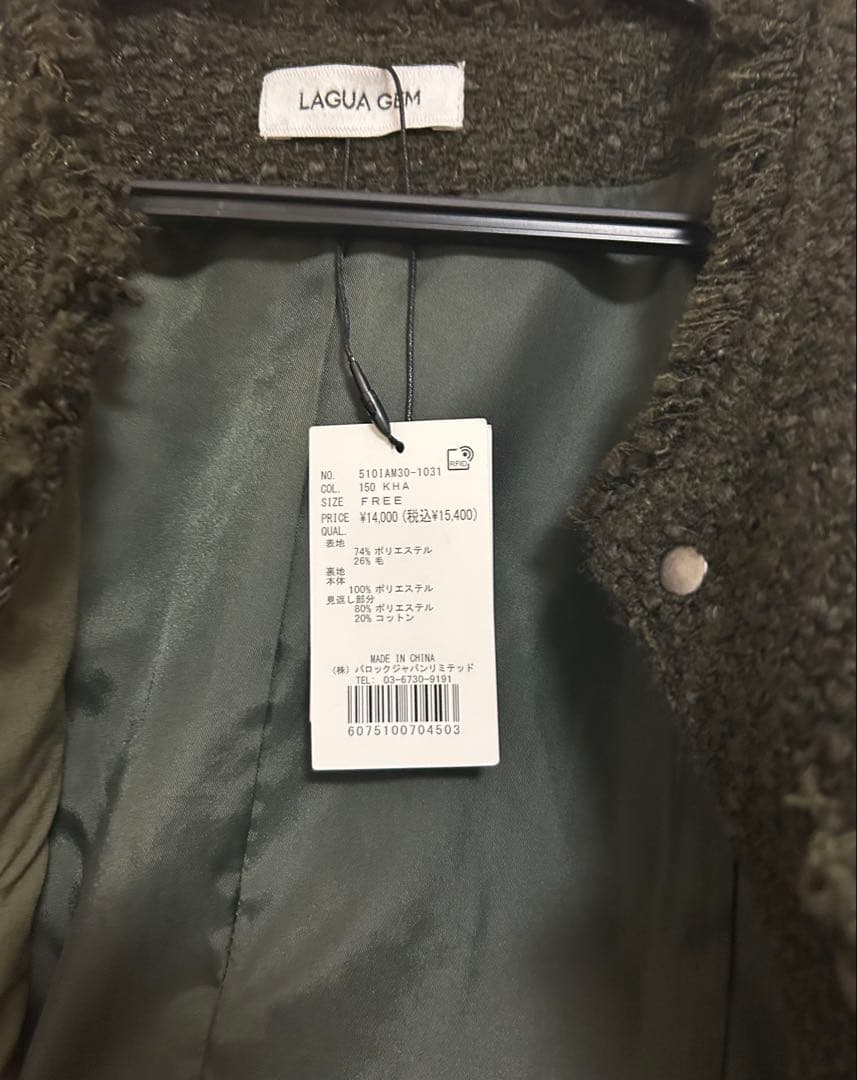 LAGUA GEM
RFID
NO. 510IAM30-1031
COL. 150 KHA
SIZE FREE
PRICE ¥14,000 (税込¥15,400)
QUAL.
表地
74% ポリエステル
26% 毛
裏地
本体
100% ポリエステル
見返し部分
80% ポリエステル
20% コットン
MADE IN CHINA
(株) バロックジャパンリミテッド
TEL: 03-6730-9191
6075100704503